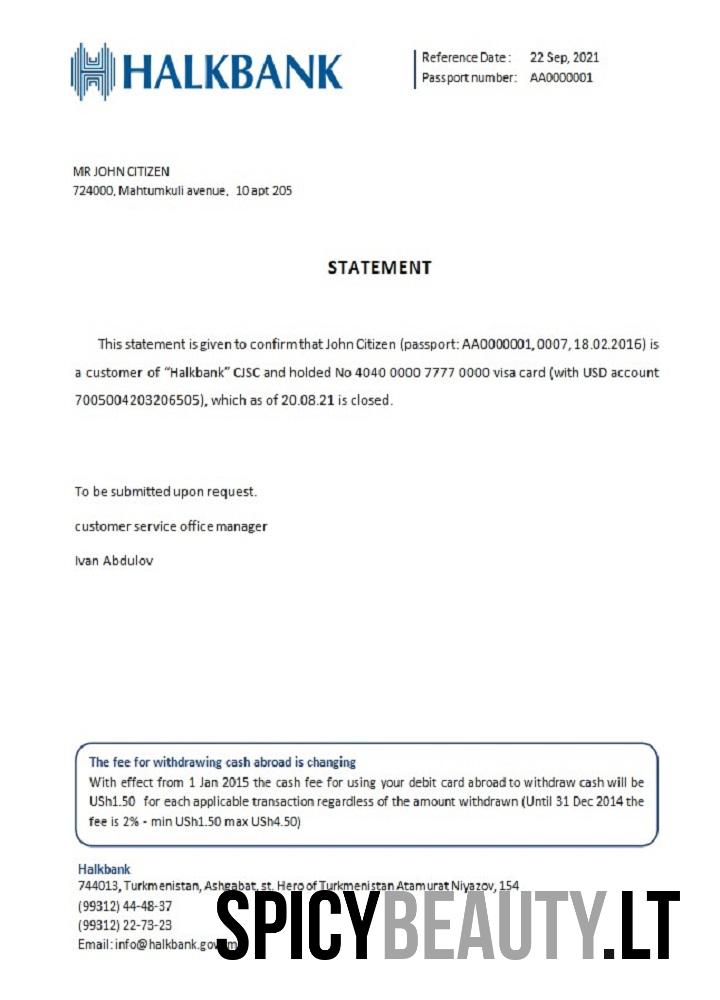 HALKBANK
Reference Date: 22 Sep, 2021
Passport number: AA0000001
MR JOHN CITIZEN
724000, Mahtumkuli avenue, 10 apt 205
STATEMENT
This statement is given to confirm that John Citizen (passport: AA0000001, 0007, 18.02.2016) is
a customer of “Halkbank” CJSC and holded No 4040 0000 7777 0000 visa card (with USD account
7005004203206505), which as of 20.08.21 is closed.
To be submitted upon request.
customer service office manager
Ivan Abdulov
The fee for withdrawing cash abroad is changing
With effect from 1 Jan 2015 the cash fee for using your debit card abroad to withdraw cash will be
USh1.50 for each applicable transaction regardless of the amount withdrawn (Until 31 Dec 2014 the
fee is 2% - min USh1.50 max USh4.50)
Halkbank
744013, Turkmenistan, Ashgabat, st. Hero of Turkmenistan Atamurat Niyazov, 154
(99312) 44-48-37
(99312) 22-73-23
Email:
SPICYBEAUTY.LT